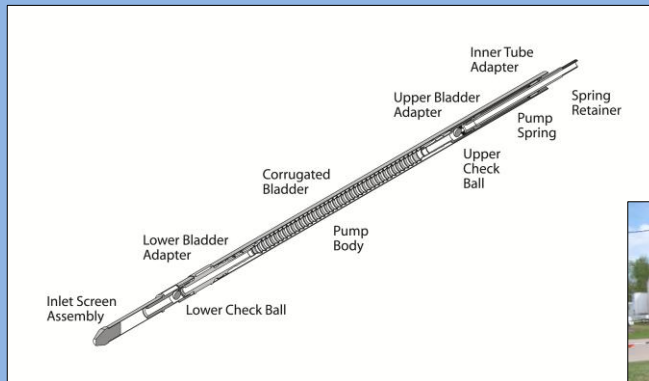 Inner Tube
Adapter
Upper Bladder
Adapter
Spring
Retainer
Pump
Spring
Upper
Check
Ball
Corrugated
Bladder
Pump
Body
Lower Bladder
Adapter
Inlet Screen
Assembly
Lower Check Ball